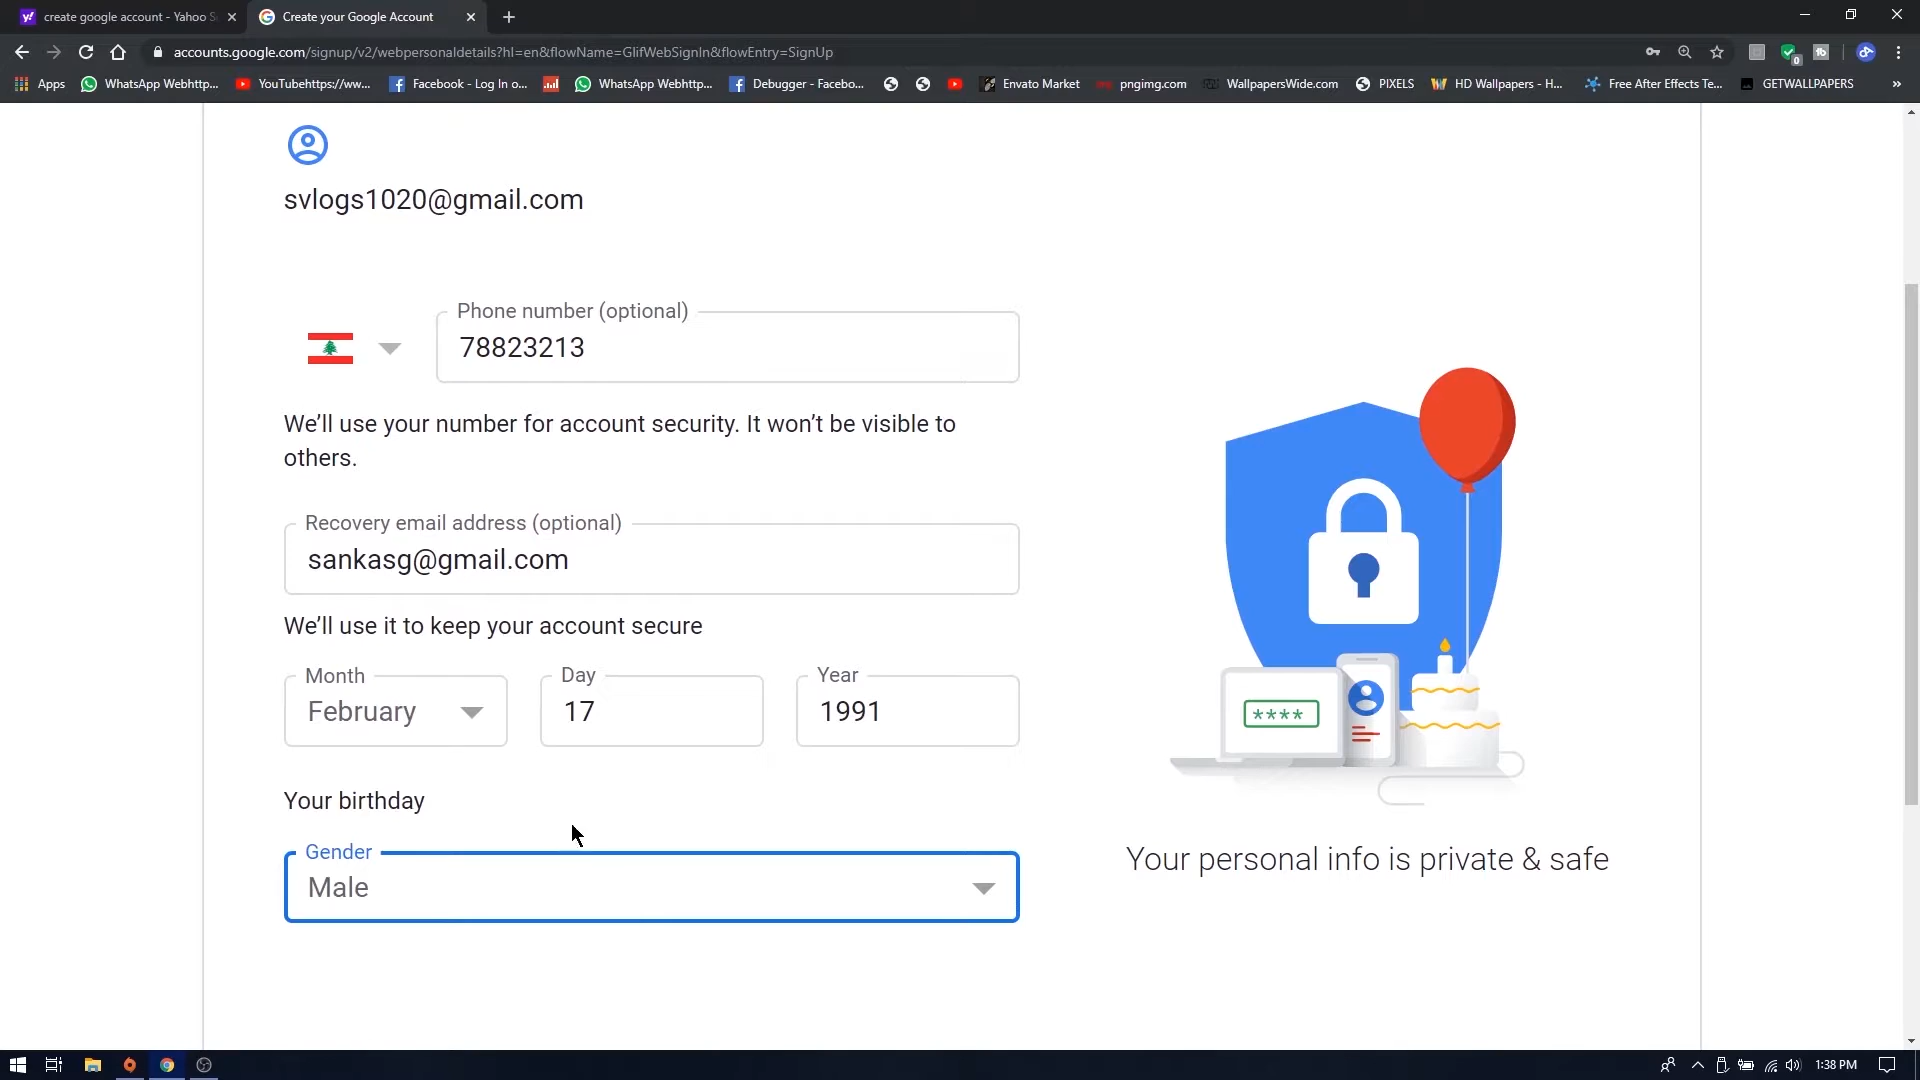 create google account - Yahoo S
Create your Google Account
accounts.google.com/signup/v2/webpersonaldetails?hl=en&flowName=GlifWebSignIn&flowEntry=SignUp
Apps
WhatsApp Webhttp...
YouTubehttps://ww...
Facebook - Log In o...
WhatsApp Webhttp...
Debugger - Facebo...
Envato Market
pngimg.com
WallpapersWide.com
PIXELS
HD Wallpapers - H...
Free After Effects Te...
GETWALLPAPERS
»
svlogs1020@gmail.com
Phone number (optional)
78823213
We’ll use your number for account security. It won’t be visible to
others.
Recovery email address (optional)
sankasg@gmail.com
We’ll use it to keep your account secure
Month
Day
Year
February
17
1991
****
Your birthday
Gender
Male
Your personal info is private & safe
1:38 PM